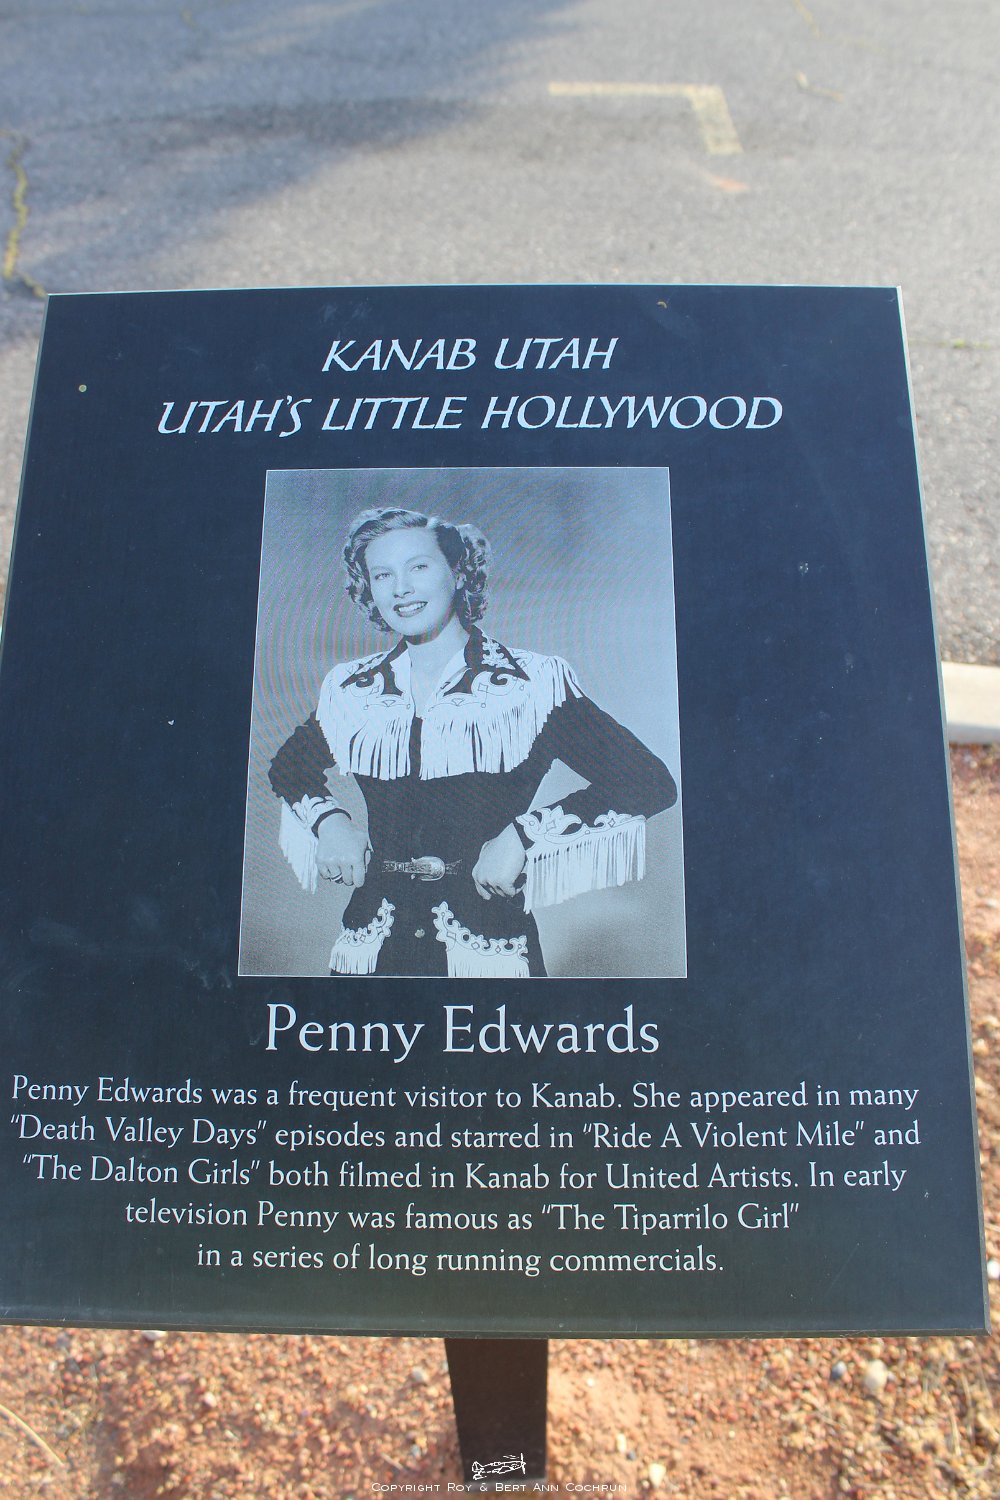 KANAB UTAH
UTAH'S LITTLE HOLLYWOOD
Penny Edwards
Penny Edwards was a frequent visitor to Kanab. She appeared in many
"Death Valley Days" episodes and starred in "Ride A Violent Mile" and
"The Dalton Girls" both filmed in Kanab for United Artists. In early
television Penny was famous as "The Tiparrilo Girl"
in a series of long running commercials.
Copyright Roy & Bert Ann Cochrun